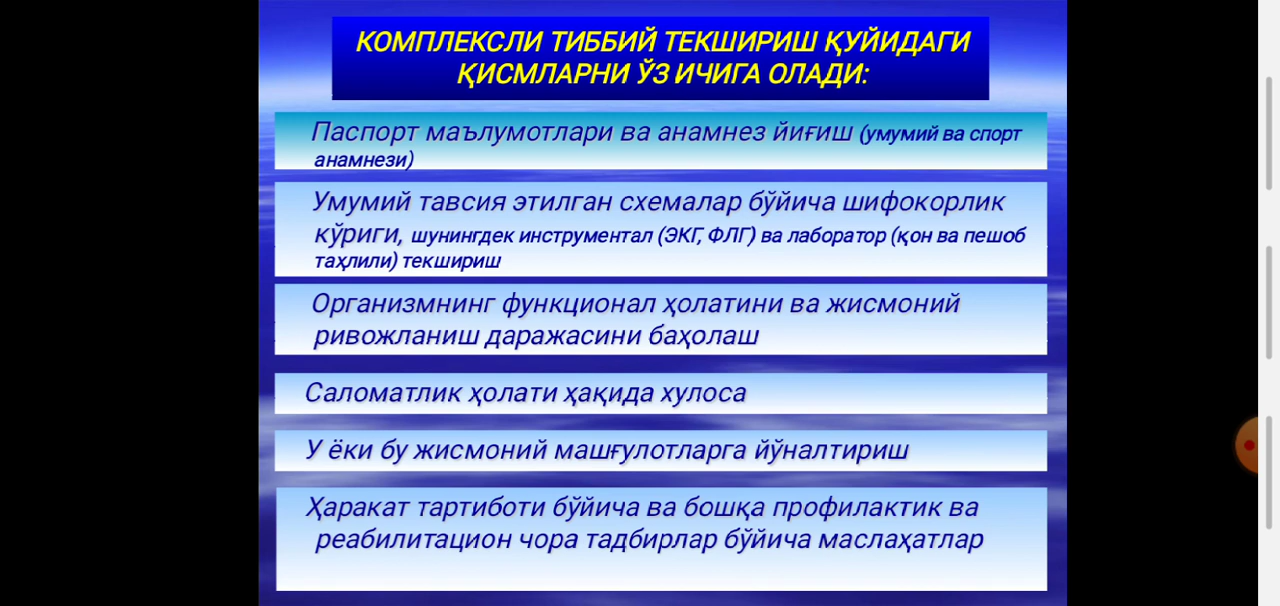 КОМПЛЕКСЛИ ТИББИЙ ТЕКШИРИШ ҚУЙИДАГИ
ҚИСМЛАРНИ ЎЗ ИЧИГА ОЛАДИ:
Паспорт маълумотлари ва анамнез йиғиш (умумий ва спорт
анамнези)
Умумий тавсия этилган схемалар бўйича шифокорлик
кўриги, шунингдек инструментал (ЭКГ, ФЛГ) ва лаборатор (қон ва пешоб
таҳлили) текшириш
Организмнинг функционал ҳолатини ва жисмоний
ривожланиш даражасини баҳолаш
Саломатлик ҳолати ҳақида хулоса
У ёки бу жисмоний машғулотларга йўналтириш
Ҳаракат тартиботи бўйича ва бошқа профилактик ва
реабилитацион чора тадбирлар бўйича маслаҳатлар